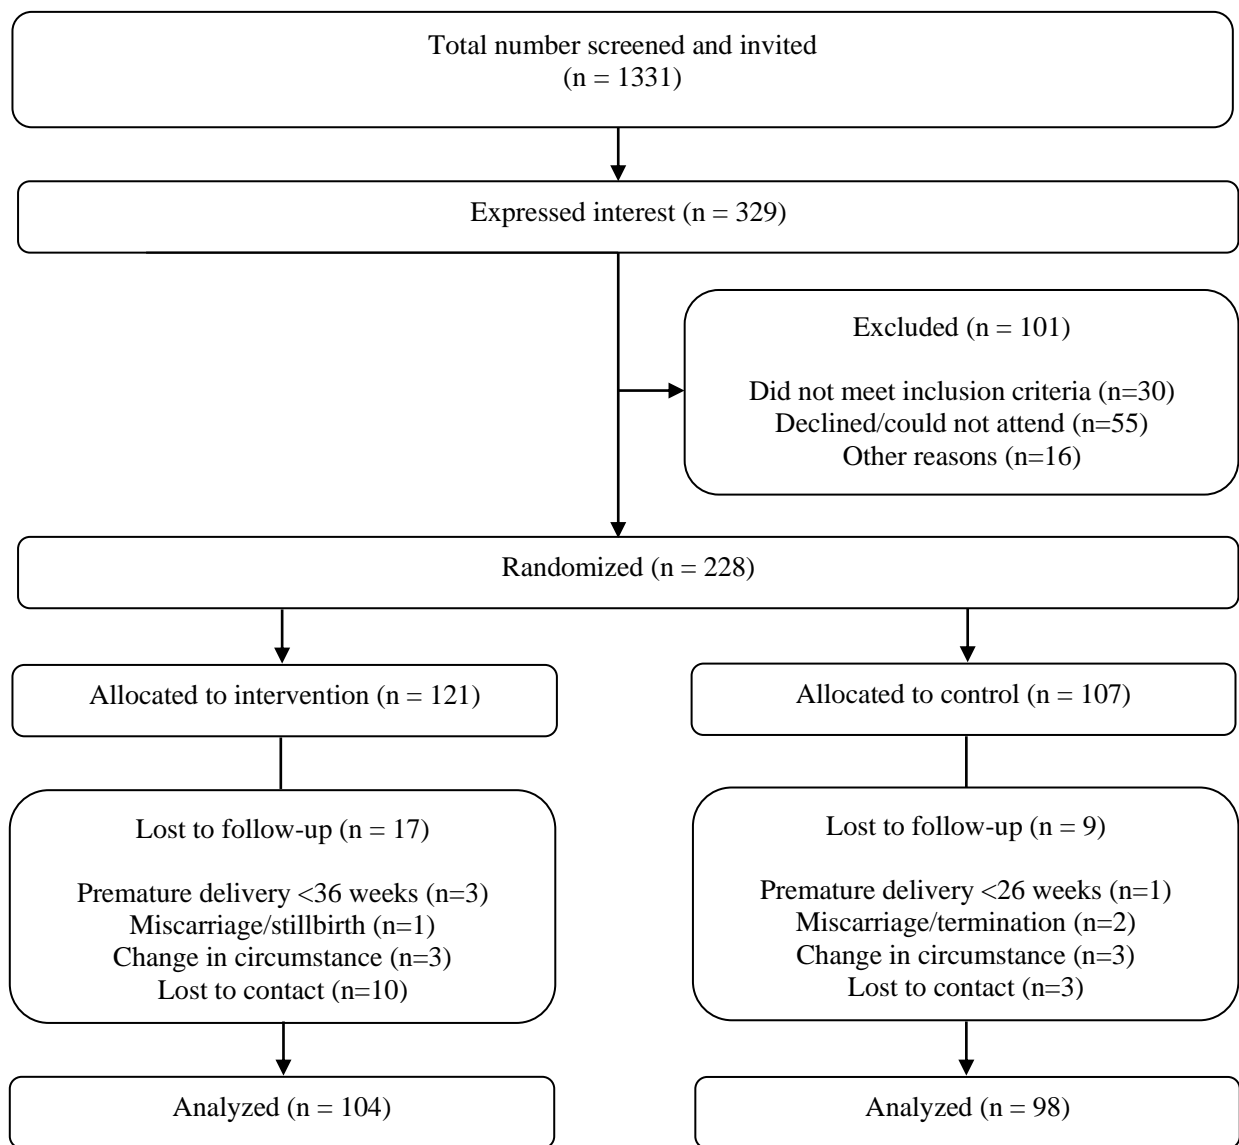 Total number screened and invited
(n = 1331)
Expressed interest (n = 329)
Excluded (n = 101)
Did not meet inclusion criteria (n=30)
Declined/could not attend (n=55)
Other reasons (n=16)
Randomized (n = 228)
Allocated to intervention (n = 121)
Allocated to control (n = 107)
Lost to follow-up (n = 17)
Premature delivery <36 weeks (n=3)
Miscarriage/stillbirth (n=1)
Change in circumstance (n=3)
Lost to contact (n=10)
Lost to follow-up (n = 9)
Premature delivery <26 weeks (n=1)
Miscarriage/termination (n=2)
Change in circumstance (n=3)
Lost to contact (n=3)
Analyzed (n = 104)
Analyzed (n = 98)